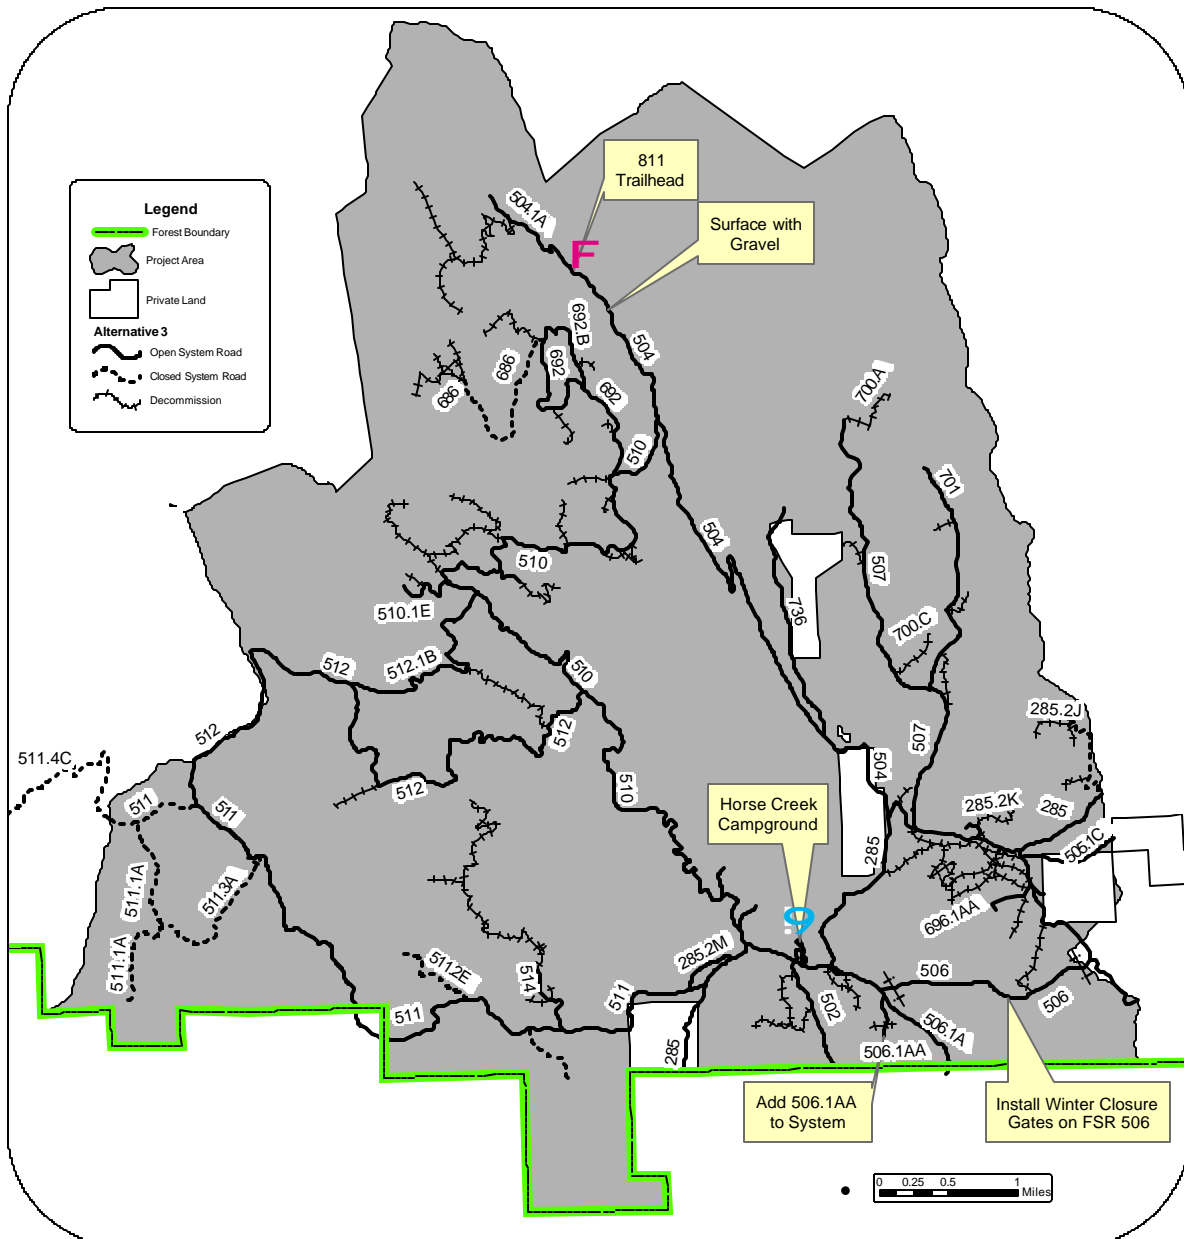 811
Trailhead
Surface with
Gravel
Legend
Forest Boundary
Project Area
Private Land
Alternative 3
Open System Road
Closed System Road
Decommission
504.1A
F
692.B
504
686
692
692
686
510
700.A
701
504
510
507
736
510.1E
700.C
512
512.1B
510
285.2J
512
512
507
511.4C
504
512
510
Horse Creek
Campground
285.2K
285
511
511
285
505.1C
511.3A
511.1A
696.1AA
9
285.2M
511.2E
506
511.1A
514
511
502
506
511
506.1A
285
506.1AA
Add 506.1AA
to System
Install Winter Closure
Gates on FSR 506
0 0.25 0.5 1
Miles